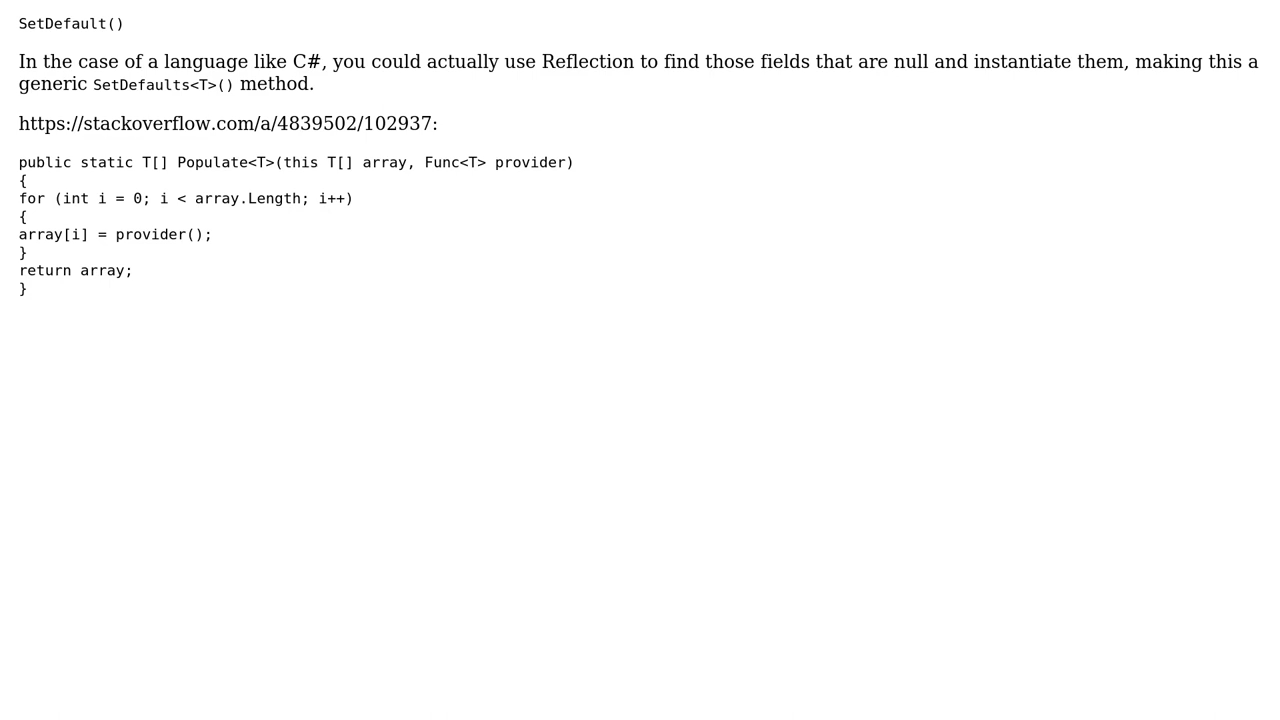 SetDefault()
In the case of a language like C#, you could actually use Reflection to find those fields that are null and instantiate them, making this a
generic SetDefaults<T>() method.
https://stackoverflow.com/a/4839502/102937:
public static T[] Populate<T>(this T[] array, Func<T> provider)
{
for (int i = 0; i < array.Length; i++)
{
array[i] = provider();
}
return array;
}